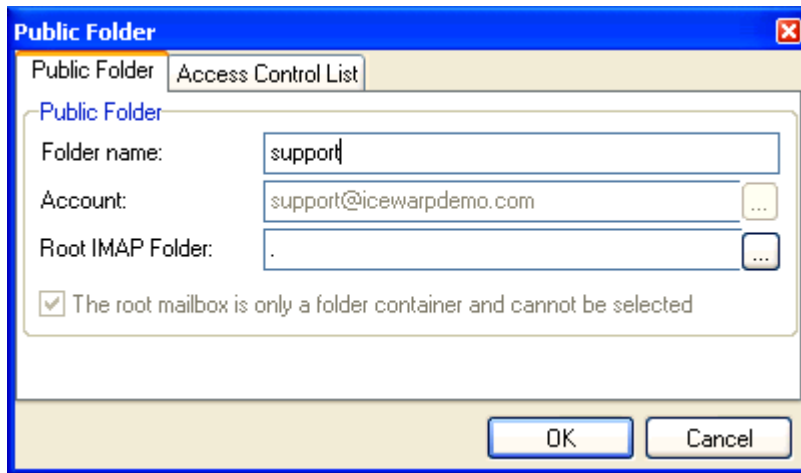 Public Folder
Public Folder Access Control List
Public Folder
Folder name: support
Account: support@icewarpdemo.com ...
Root IMAP Folder: . ...
The root mailbox is only a folder container and cannot be selected
OK Cancel